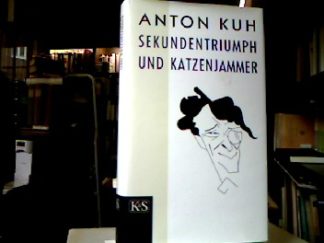 ANTON KUH
SEKUNDENTRIUMPH
UND KATZENJAMMER
K&S